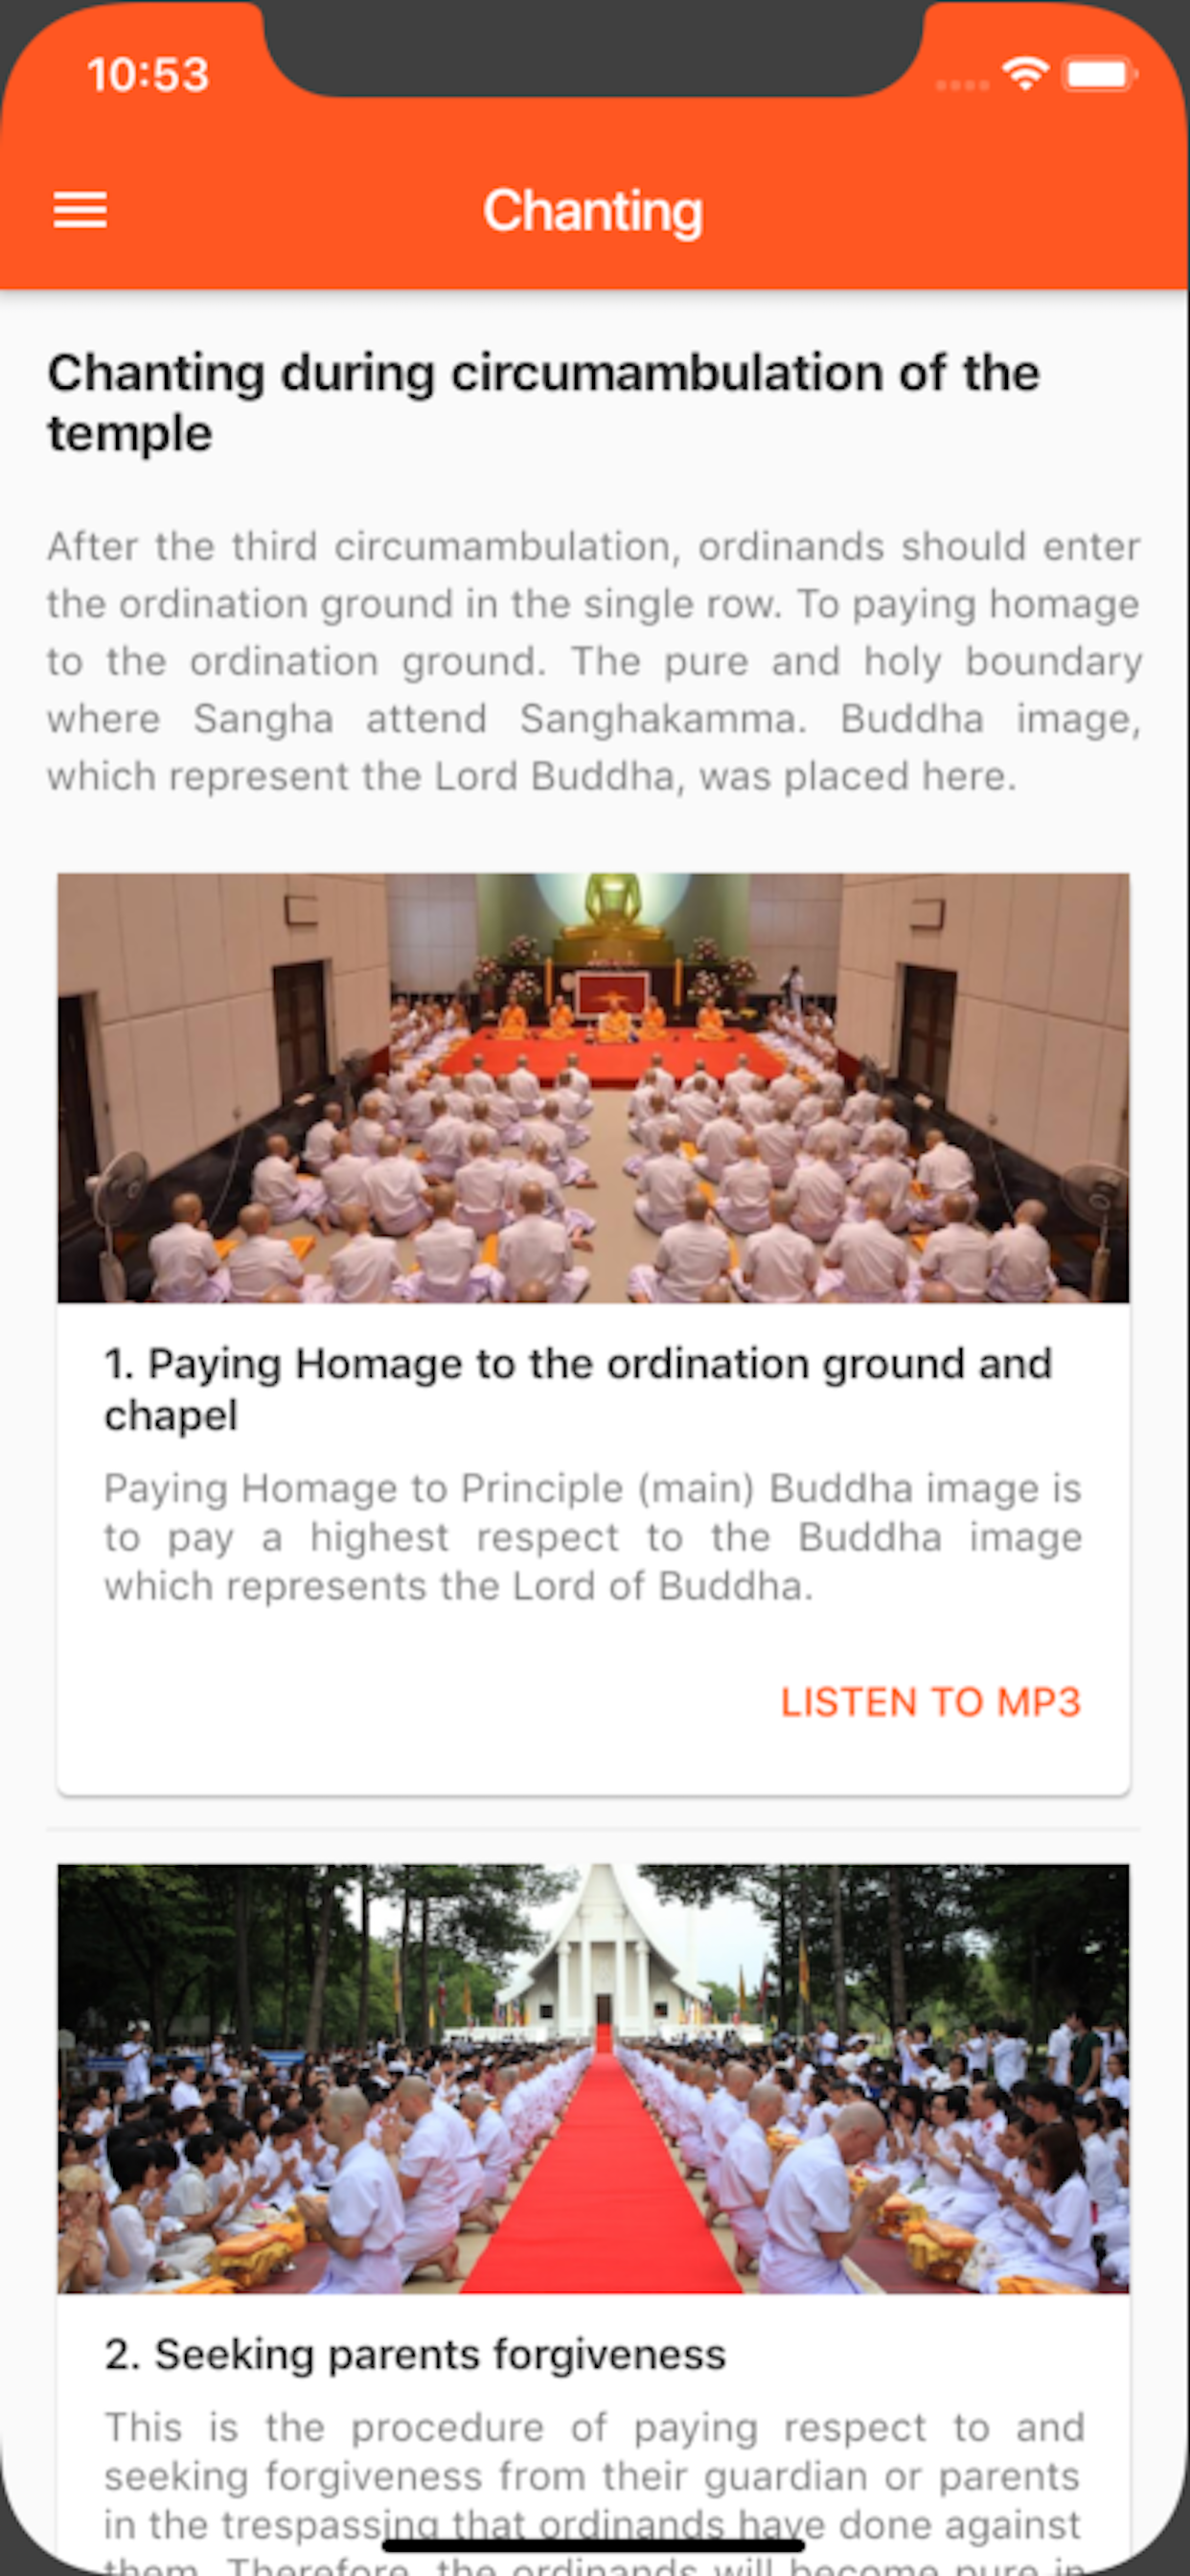 10:53
Chanting
Chanting during circumambulation of the
temple
After the third circumambulation, ordinands should enter
the ordination ground in the single row. To paying homage
to the ordination ground. The pure and holy boundary
where Sangha attend Sanghakamma. Buddha image,
which represent the Lord Buddha, was placed here.
1. Paying Homage to the ordination ground and
chapel
Paying Homage to Principle (main) Buddha image is
to pay a highest respect to the Buddha image
which represents the Lord of Buddha.
LISTEN TO MP3
2. Seeking parents forgiveness
This is the procedure of paying respect to and
seeking forgiveness from their guardian or parents
in the trespassing that ordinands have done against
them. Therefore, the ordinands will become pure in